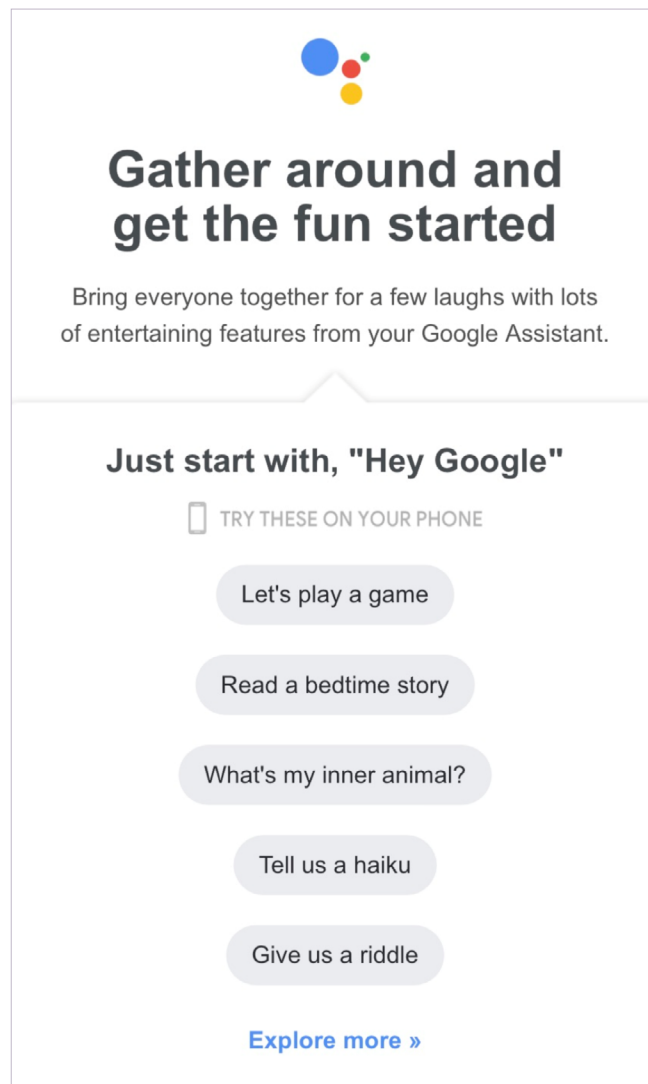 Gather around and
get the fun started
Bring everyone together for a few laughs with lots
of entertaining features from your Google Assistant.
Just start with, "Hey Google"
TRY THESE ON YOUR PHONE
Let's play a game
Read a bedtime story
What's my inner animal?
Tell us a haiku
Give us a riddle
Explore more »